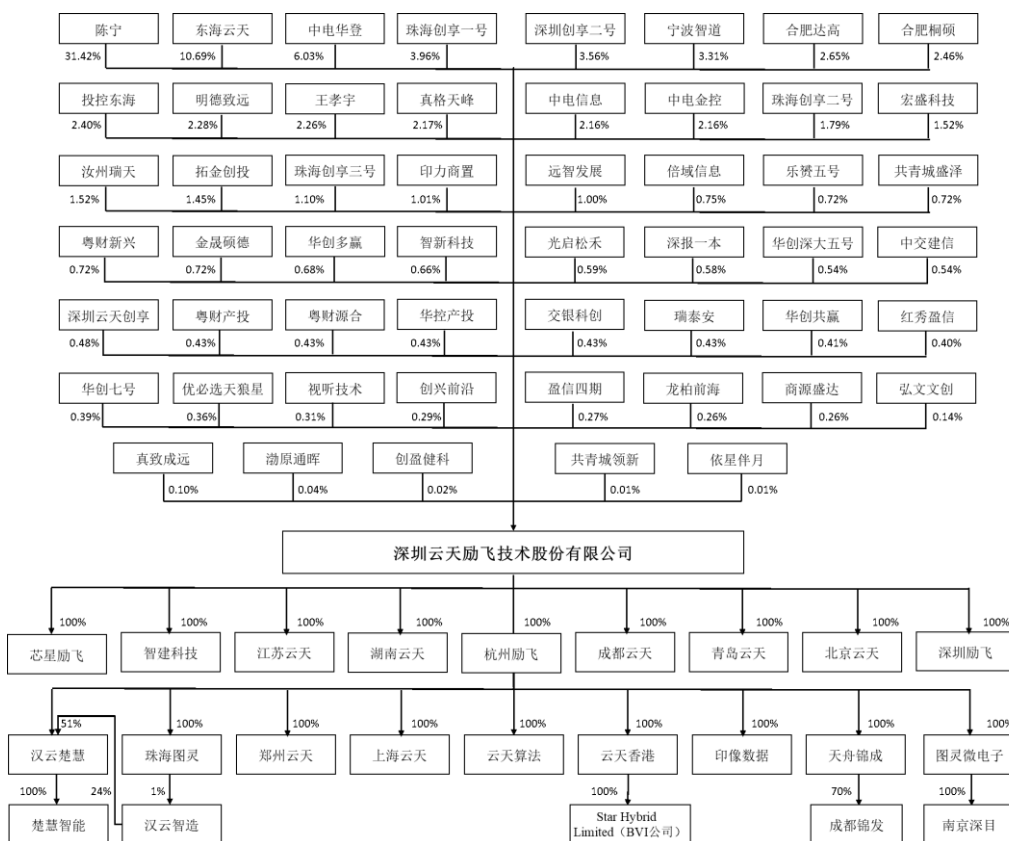 陈宁
东海云天
中电华登
珠海创享一号
深圳创享二号
宁波智道
合肥达高
合肥桐硕
31.42%
10.69%
6.03%
3.96%
3.56%
3.31%
2.65%
2.46%
投控东海
明德致远
王孝宇
真格天峰
中电信息
中电金控
珠海创享二号
宏盛科技
2.40%
2.28%
2.26%
2.17%
2.16%
2.16%
1.79%
1.52%
汝州瑞天
拓金创投
珠海创享三号
印力商置
远智发展
倍域信息
乐赟五号
共青城盛泽
1.52%
1.45%
1.10%
1.01%
1.00%
0.75%
0.72%
0.72%
粤财新兴
金晟硕德
华创多赢
智新科技
光启松禾
深报一本
华创深大五号
中交建信
0.72%
0.72%
0.68%
0.66%
0.59%
0.58%
0.54%
0.54%
深圳云天创享
粤财产投
粤财源合
华控产投
交银科创
瑞泰安
华创共赢
红秀盈信
0.48%
0.43%
0.43%
0.43%
0.43%
0.43%
0.41%
0.40%
华创七号
优必选天狼星
视听技术
创兴前沿
盈信四期
龙柏前海
商源盛达
弘文文创
0.39%
0.36%
0.31%
0.29%
0.27%
0.26%
0.26%
0.14%
真致成远
渤原通晖
创盈健科
共青城领新
依星伴月
0.10%
0.04%
0.02%
0.01%
0.01%
深圳云天励飞技术股份有限公司
100%
100%
100%
100%
100%
100%
100%
100%
100%
芯星励飞
智建科技
江苏云天
湖南云天
杭州励飞
成都云天
青岛云天
北京云天
深圳励飞
51%
100%
100%
100%
100%
100%
100%
100%
100%
汉云楚慧
珠海图灵
郑州云天
上海云天
云天算法
云天香港
印像数据
天舟锦成
图灵微电子
100%
24%
1%
100%
70%
100%
楚慧智能
汉云智造
Star Hybrid
Limited（BVI公司）
成都锦发
南京深目